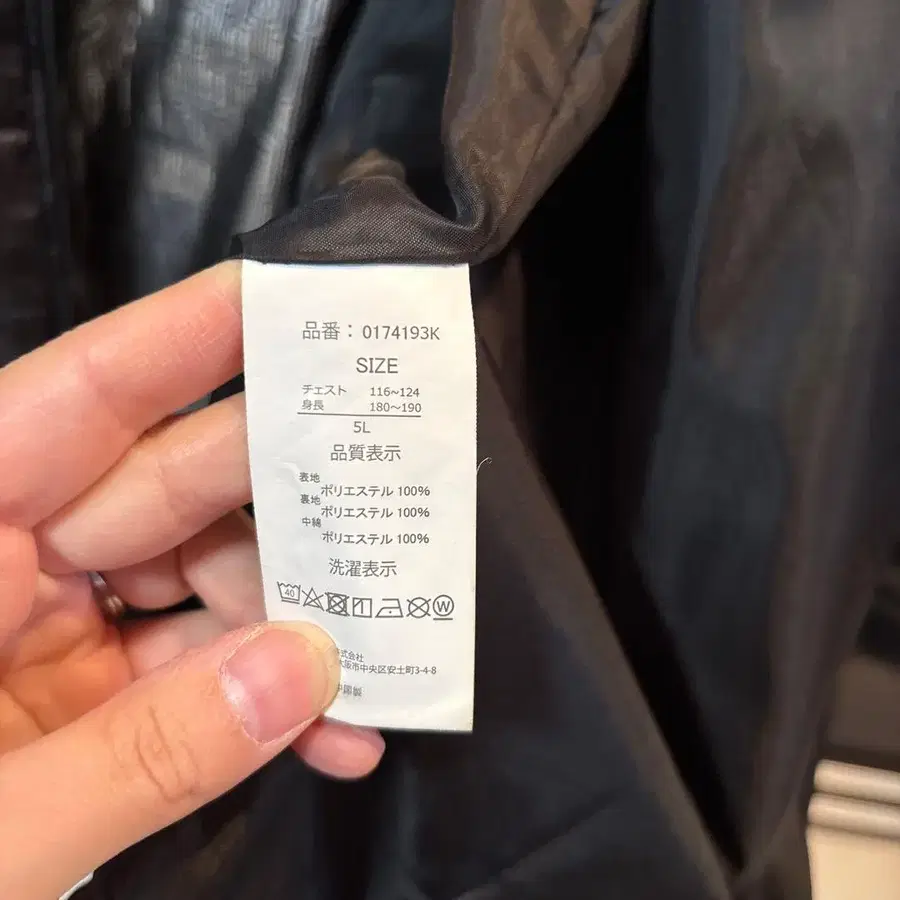 品番：0174193K
SIZE
チェスト 116~124
身長 180～190
5L
品質表示
表地
ポリエステル 100%
裏地
ポリエステル 100%
中綿
ポリエステル 100%
洗濯表示
40 W
式会社
大阪市中央区安土町3-4-8
中国製